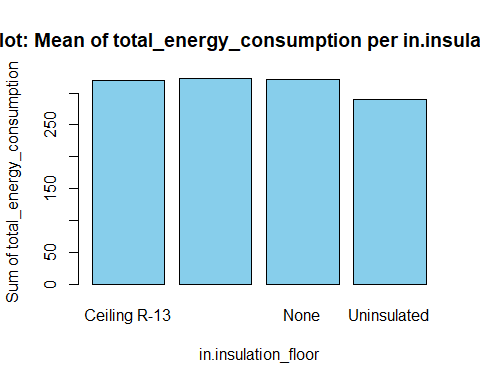 lot: Mean of total_energy_consumption per in.insula
Sum of total_energy_consumption
250
150
50
0
Ceiling R-13 None Uninsulated
in.insulation_floor